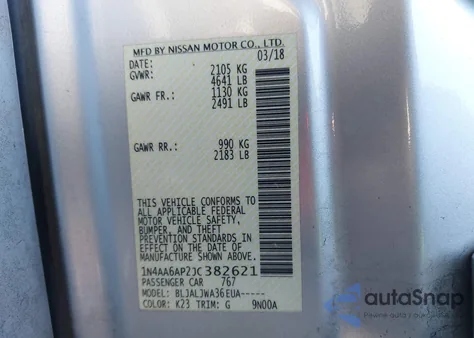 MFD BY NISSAN MOTOR CO., LTD.
DATE: 03/18
GVWR: 2105 KG
4641 LB
GAWR FR.: 1130 KG
2491 LB
GAWR RR.: 990 KG
2183 LB
THIS VEHICLE CONFORMS TO
ALL APPLICABLE FEDERAL
MOTOR VEHICLE SAFETY,
BUMPER, AND THEFT
PREVENTION STANDARDS IN
EFFECT ON THE DATE OF
MANUFACTURE SHOWN ABOVE.
1N4AA6AP2JC382621
PASSENGER CAR 767
MODEL: BLJALJWA36EUA-----
COLOR: K23 TRIM: G 9N00A
autoSnap